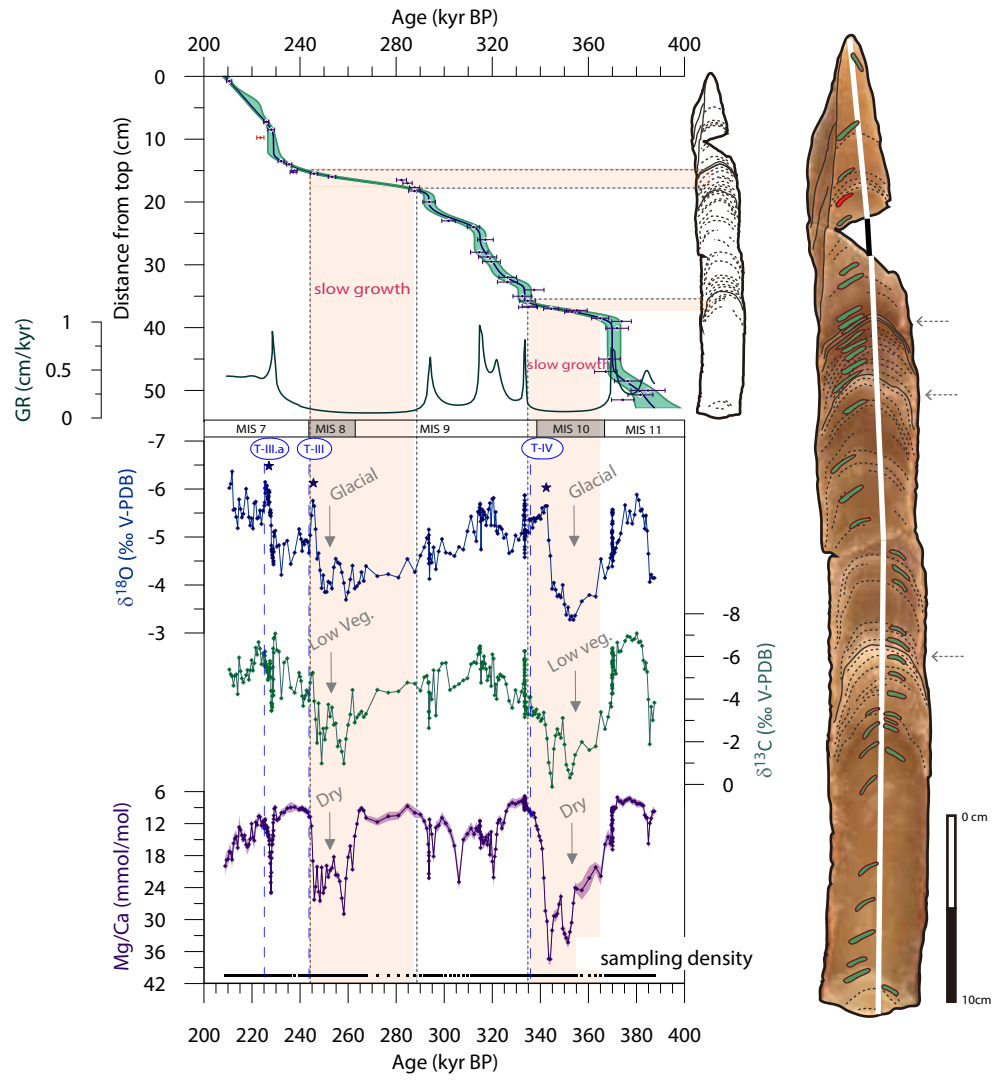 Age (kyr BP)
200 240 280 320 360 400
Distance from top (cm)
0
10
20
30
40
50
GR (cm/kyr)
1
0.5
0
slow growth
slow growth
MIS 7 MIS 8 MIS 9 MIS 10 MIS 11
T-III.a T-III T-IV
δ18O (‰ V-PDB)
-7
-6
-5
-4
-3
Glacial
Glacial
δ13C (‰ V-PDB)
-8
-6
-4
-2
0
Low Veg.
Low veg.
Mg/Ca (mmol/mol)
6
12
18
24
30
36
42
Dry
Dry
sampling density
200 220 240 260 280 300 320 340 360 380 400
Age (kyr BP)
0 cm
10cm